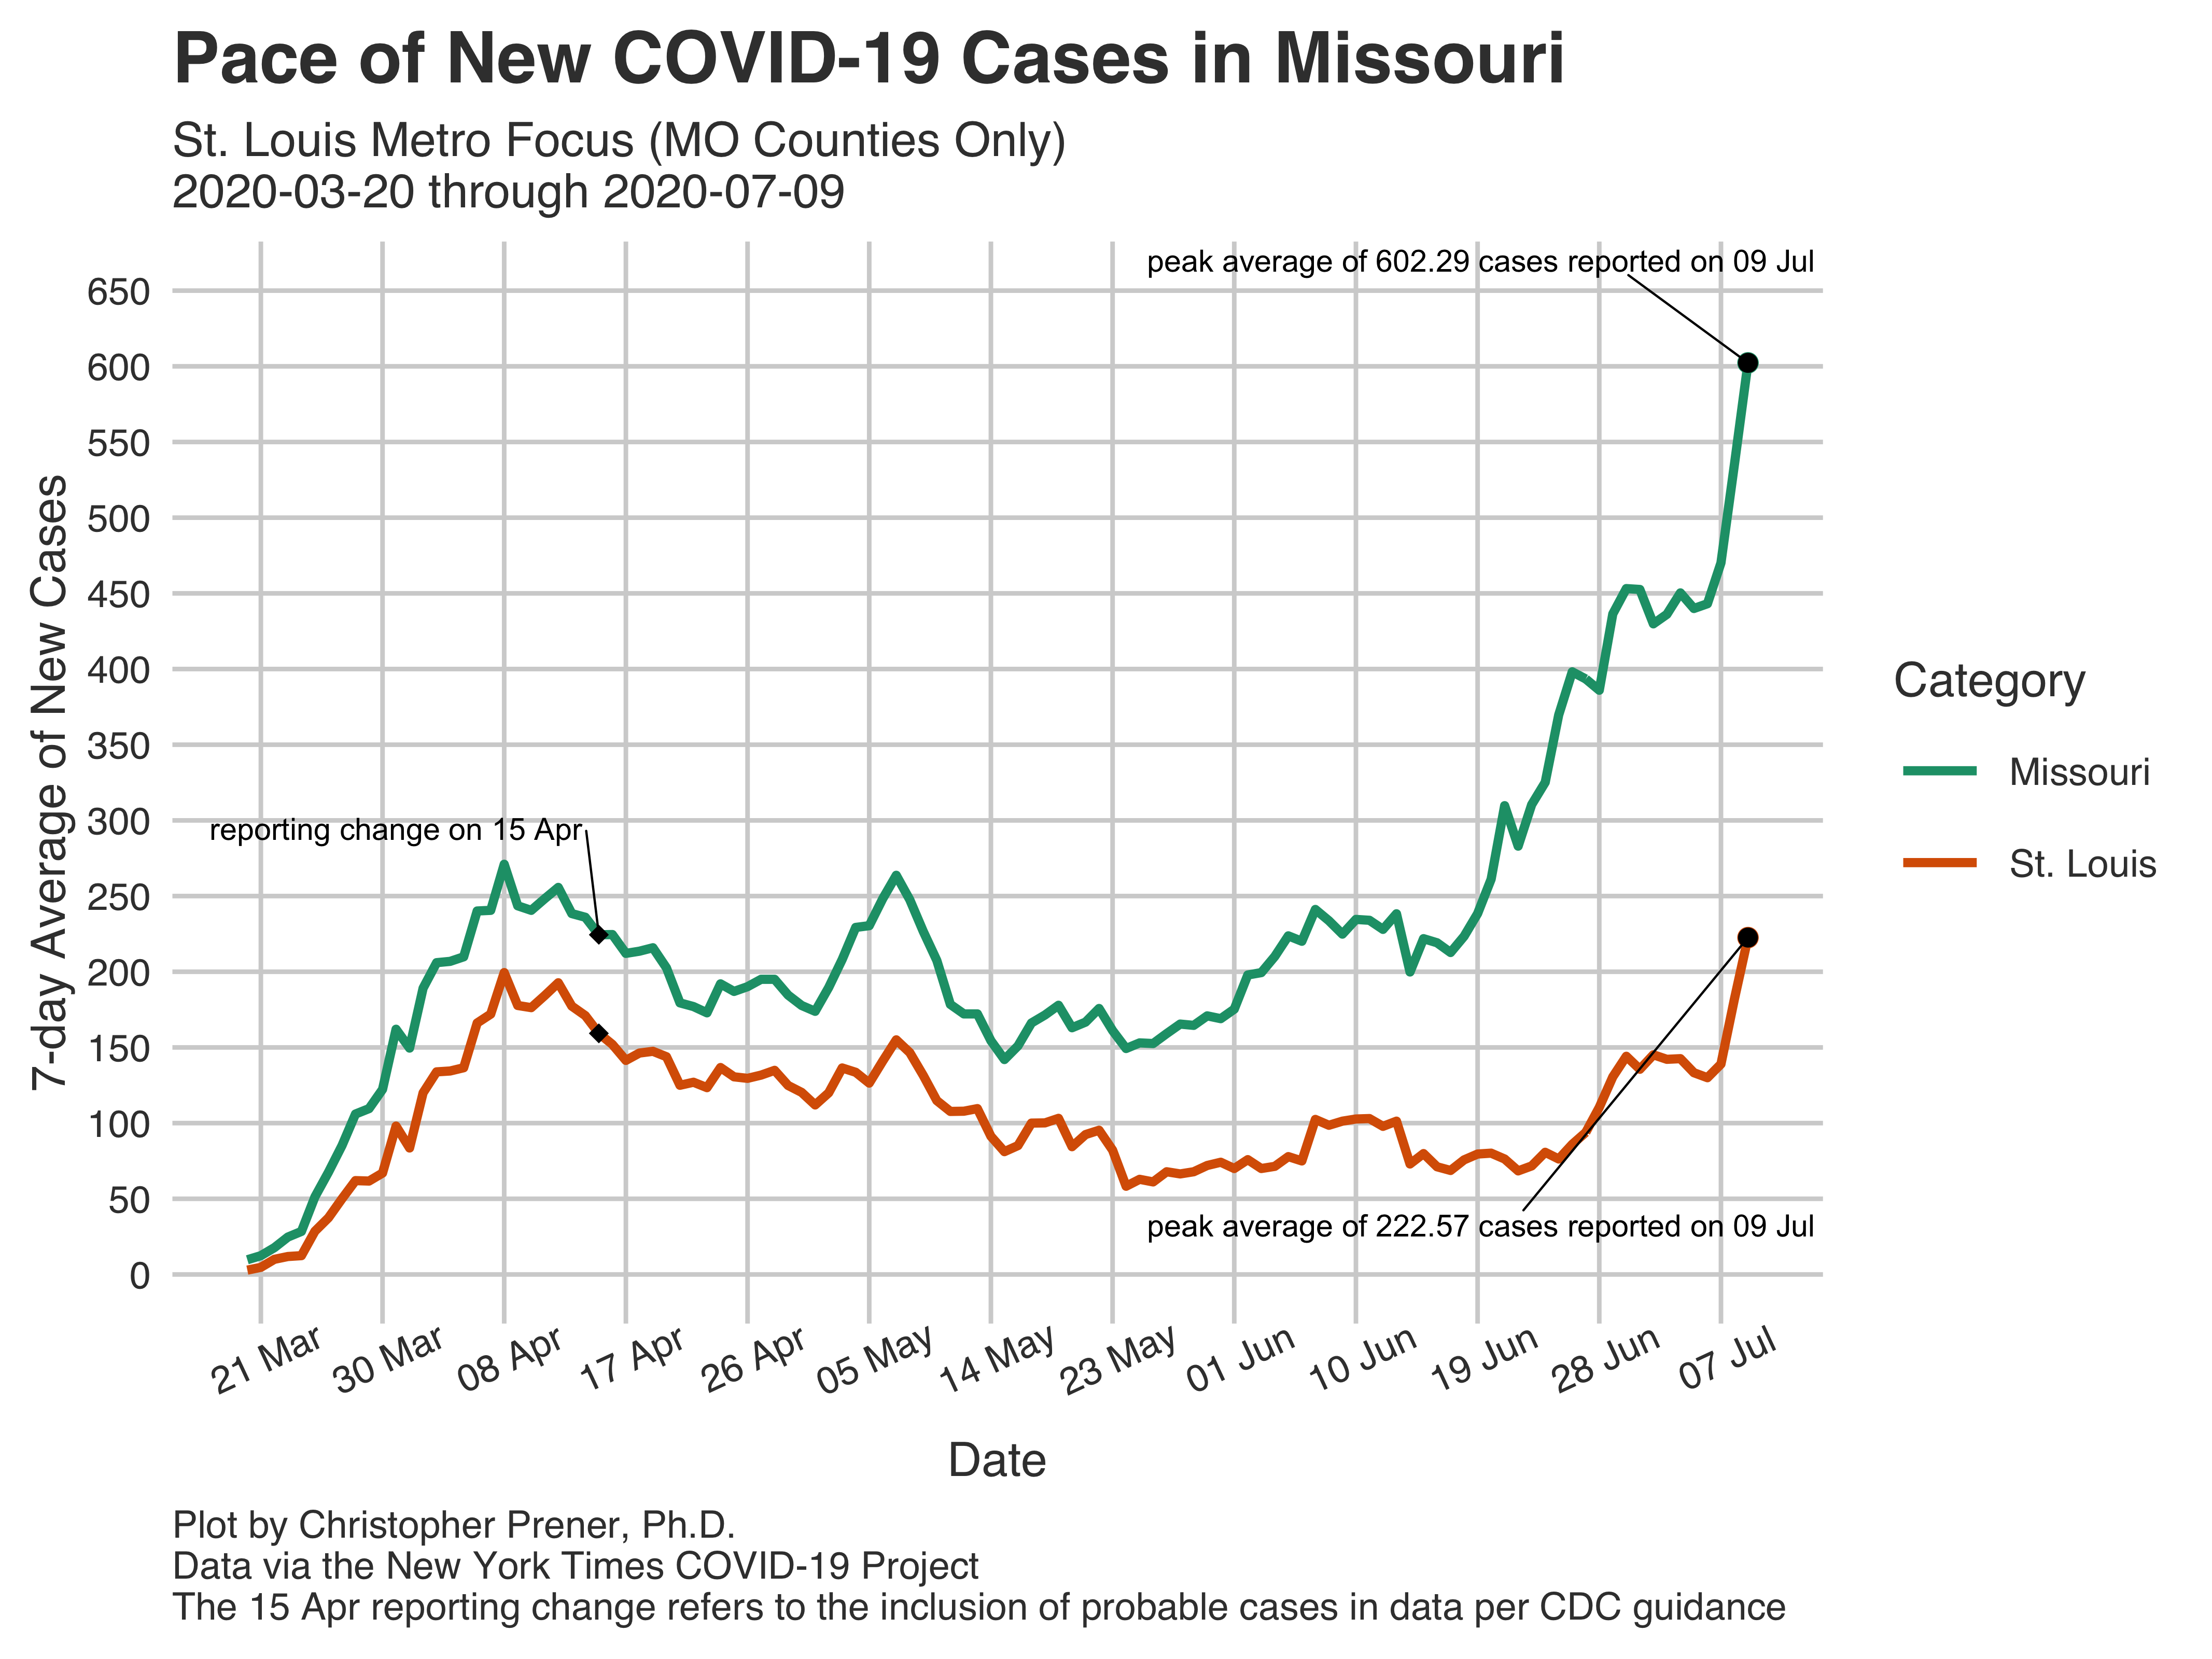 Pace of New COVID-19 Cases in Missouri
St. Louis Metro Focus (MO Counties Only)
2020-03-20 through 2020-07-09
peak average of 602.29 cases reported on 09 Jul
650
600
550
500
450
400
350
300
250
200
150
100
50
0
7-day Average of New Cases
reporting change on 15 Apr
peak average of 222.57 cases reported on 09 Jul
Category
Missouri
St. Louis
21 Mar
30 Mar
08 Apr
17 Apr
26 Apr
05 May
14 May
23 May
01 Jun
10 Jun
19 Jun
28 Jun
07 Jul
Date
Plot by Christopher Prener, Ph.D.
Data via the New York Times COVID-19 Project
The 15 Apr reporting change refers to the inclusion of probable cases in data per CDC guidance